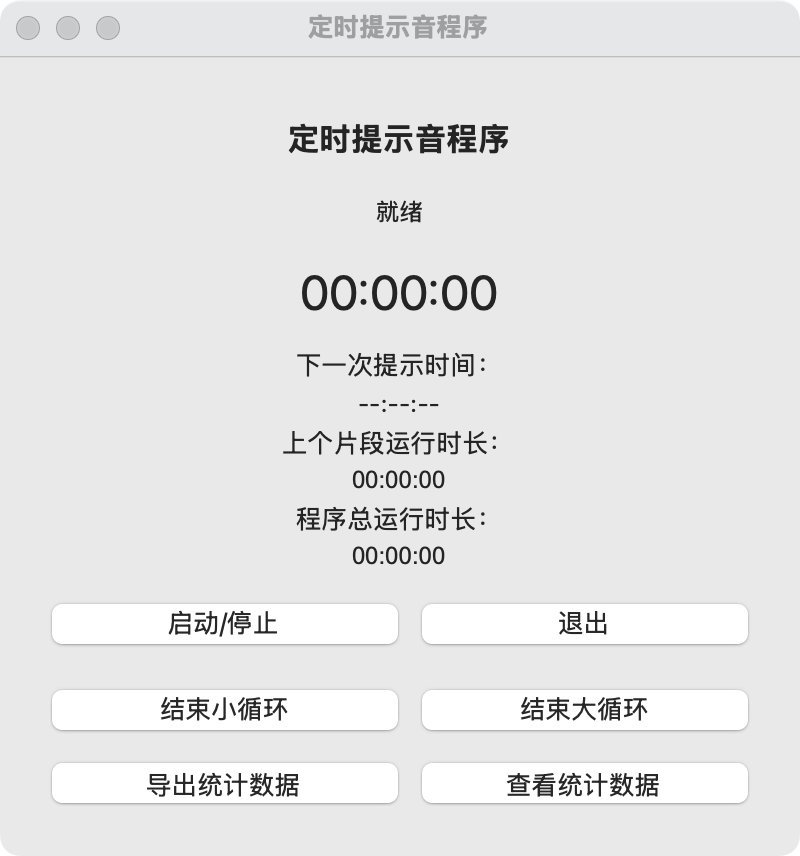 定时提示音程序
定时提示音程序
就绪
00:00:00
下一次提示时间：
--:--:--
上个片段运行时长：
00:00:00
程序总运行时长：
00:00:00
启动/停止
退出
结束小循环
结束大循环
导出统计数据
查看统计数据